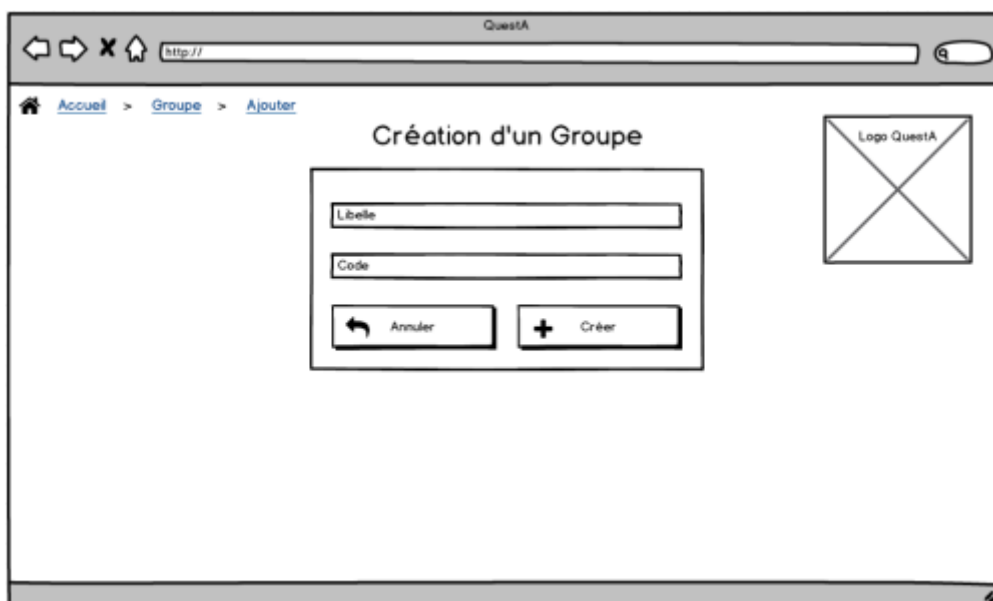 QuestA
http://
Accueil > Groupe > Ajouter
Création d'un Groupe
Logo QuestA
Libelle
Code
Annuler
Créer